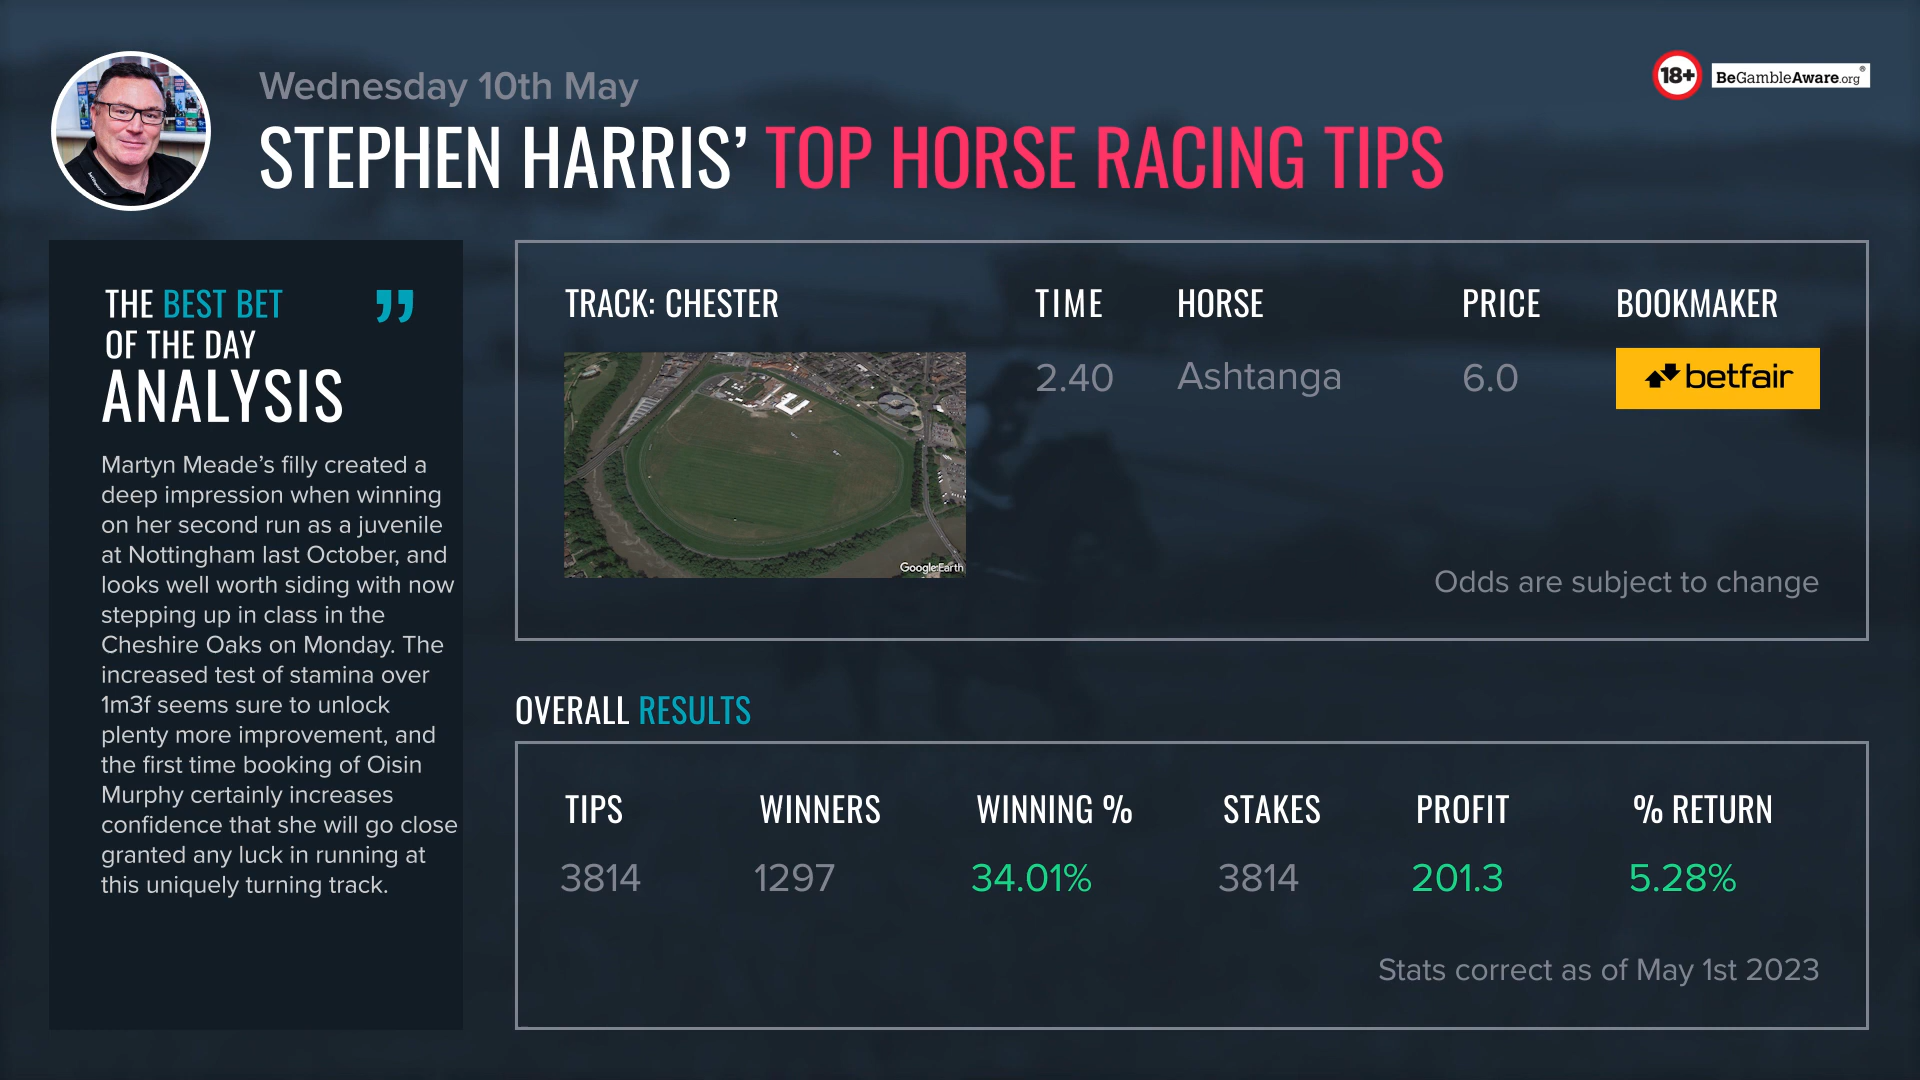 Wednesday 10th May
STEPHEN HARRIS’ TOP HORSE RACING TIPS
18+ BeGambleAware.org®
THE BEST BET ”
OF THE DAY
ANALYSIS
Martyn Meade’s filly created a
deep impression when winning
on her second run as a juvenile
at Nottingham last October, and
looks well worth siding with now
stepping up in class in the
Cheshire Oaks on Monday. The
increased test of stamina over
1m3f seems sure to unlock
plenty more improvement, and
the first time booking of Oisin
Murphy certainly increases
confidence that she will go close
granted any luck in running at
this uniquely turning track.
TRACK: CHESTER TIME HORSE PRICE BOOKMAKER
2.40 Ashtanga 6.0 betfair
Google Earth
Odds are subject to change
OVERALL RESULTS
TIPS WINNERS WINNING % STAKES PROFIT % RETURN
3814 1297 34.01% 3814 201.3 5.28%
Stats correct as of May 1st 2023